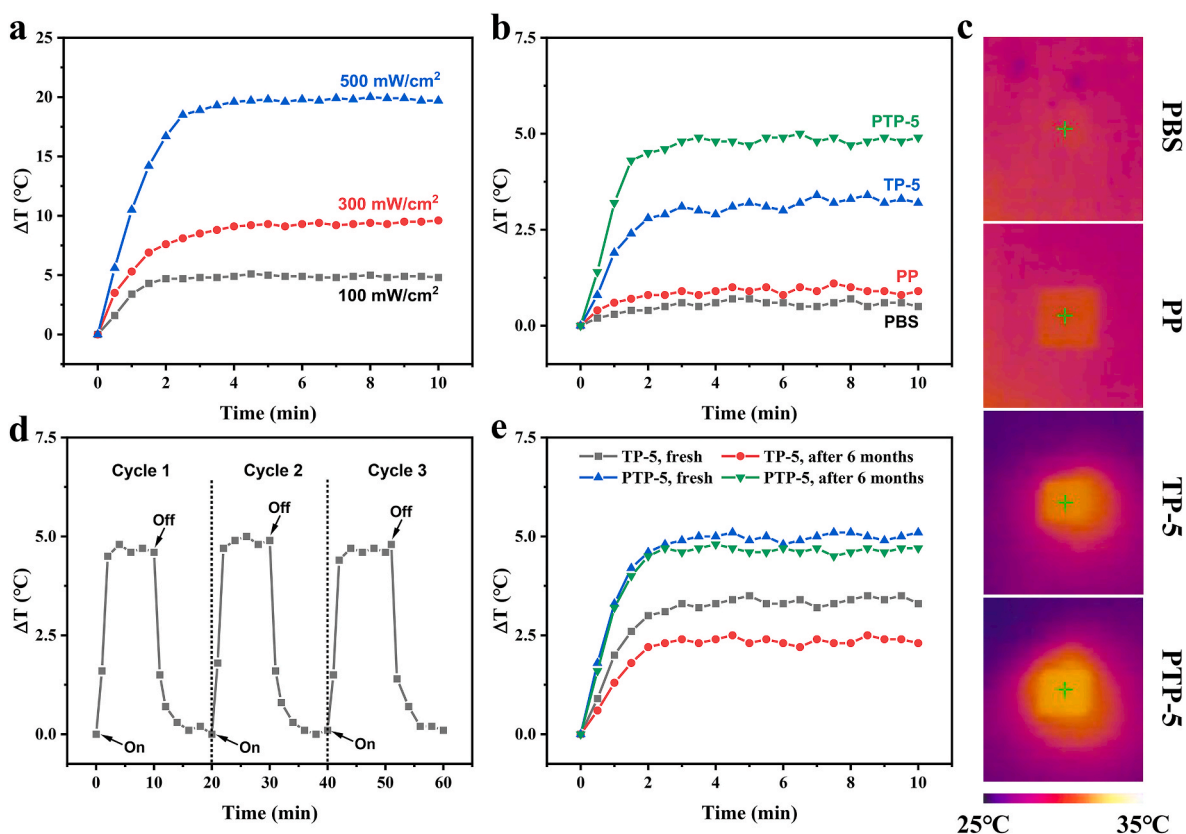 a
25
20
15
10
5
0
ΔT (℃)
500 mW/cm²
300 mW/cm²
100 mW/cm²
0 2 4 6 8 10
Time (min)
b
7.5
5.0
2.5
0.0
ΔT (℃)
PTP-5
TP-5
PP
PBS
0 2 4 6 8 10
Time (min)
c
PBS
PP
TP-5
PTP-5
25℃ 35℃
d
7.5
5.0
2.5
0.0
ΔT (℃)
Cycle 1 Cycle 2 Cycle 3
Off Off Off
On On On
0 10 20 30 40 50 60
Time (min)
e
7.5
5.0
2.5
0.0
ΔT (℃)
TP-5, fresh TP-5, after 6 months
PTP-5, fresh PTP-5, after 6 months
0 2 4 6 8 10
Time (min)